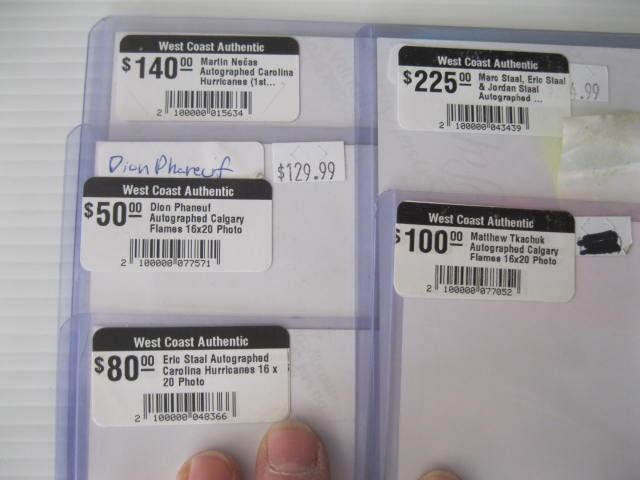 West Coast Authentic
$140.00 Martin Nečas
Autographed Carolina
Hurricanes (1st...
2 100000 015634
West Coast Authentic
$225.00 Marc Staal, Eric Staal
& Jordan Staal
Autographed ...
2 100000 043439
.99
Dion Phaneuf
$129.99
West Coast Authentic
$50.00 Dion Phaneuf
Autographed Calgary
Flames 16x20 Photo
2 100000 077571
West Coast Authentic
$100.00 Matthew Tkachuk
Autographed Calgary
Flames 16x20 Photo
2 100000 077052
West Coast Authentic
$80.00 Eric Staal Autographed
Carolina Hurricanes 16 x
20 Photo
2 100000 048366